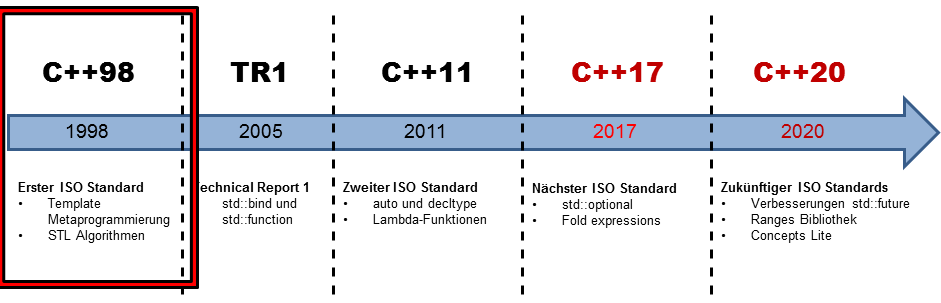 C++98
TR1
C++11
C++17
C++20
1998
2005
2011
2017
2020
Erster ISO Standard
• Template
Metaprogrammierung
• STL Algorithmen
echnical Report 1
• std::bind und
std::function
Zweiter ISO Standard
• auto und decltype
• Lambda-Funktionen
Nächster ISO Standard
• std::optional
• Fold expressions
Zukünftiger ISO Standards
• Verbesserungen std::future
• Ranges Bibliothek
• Concepts Lite